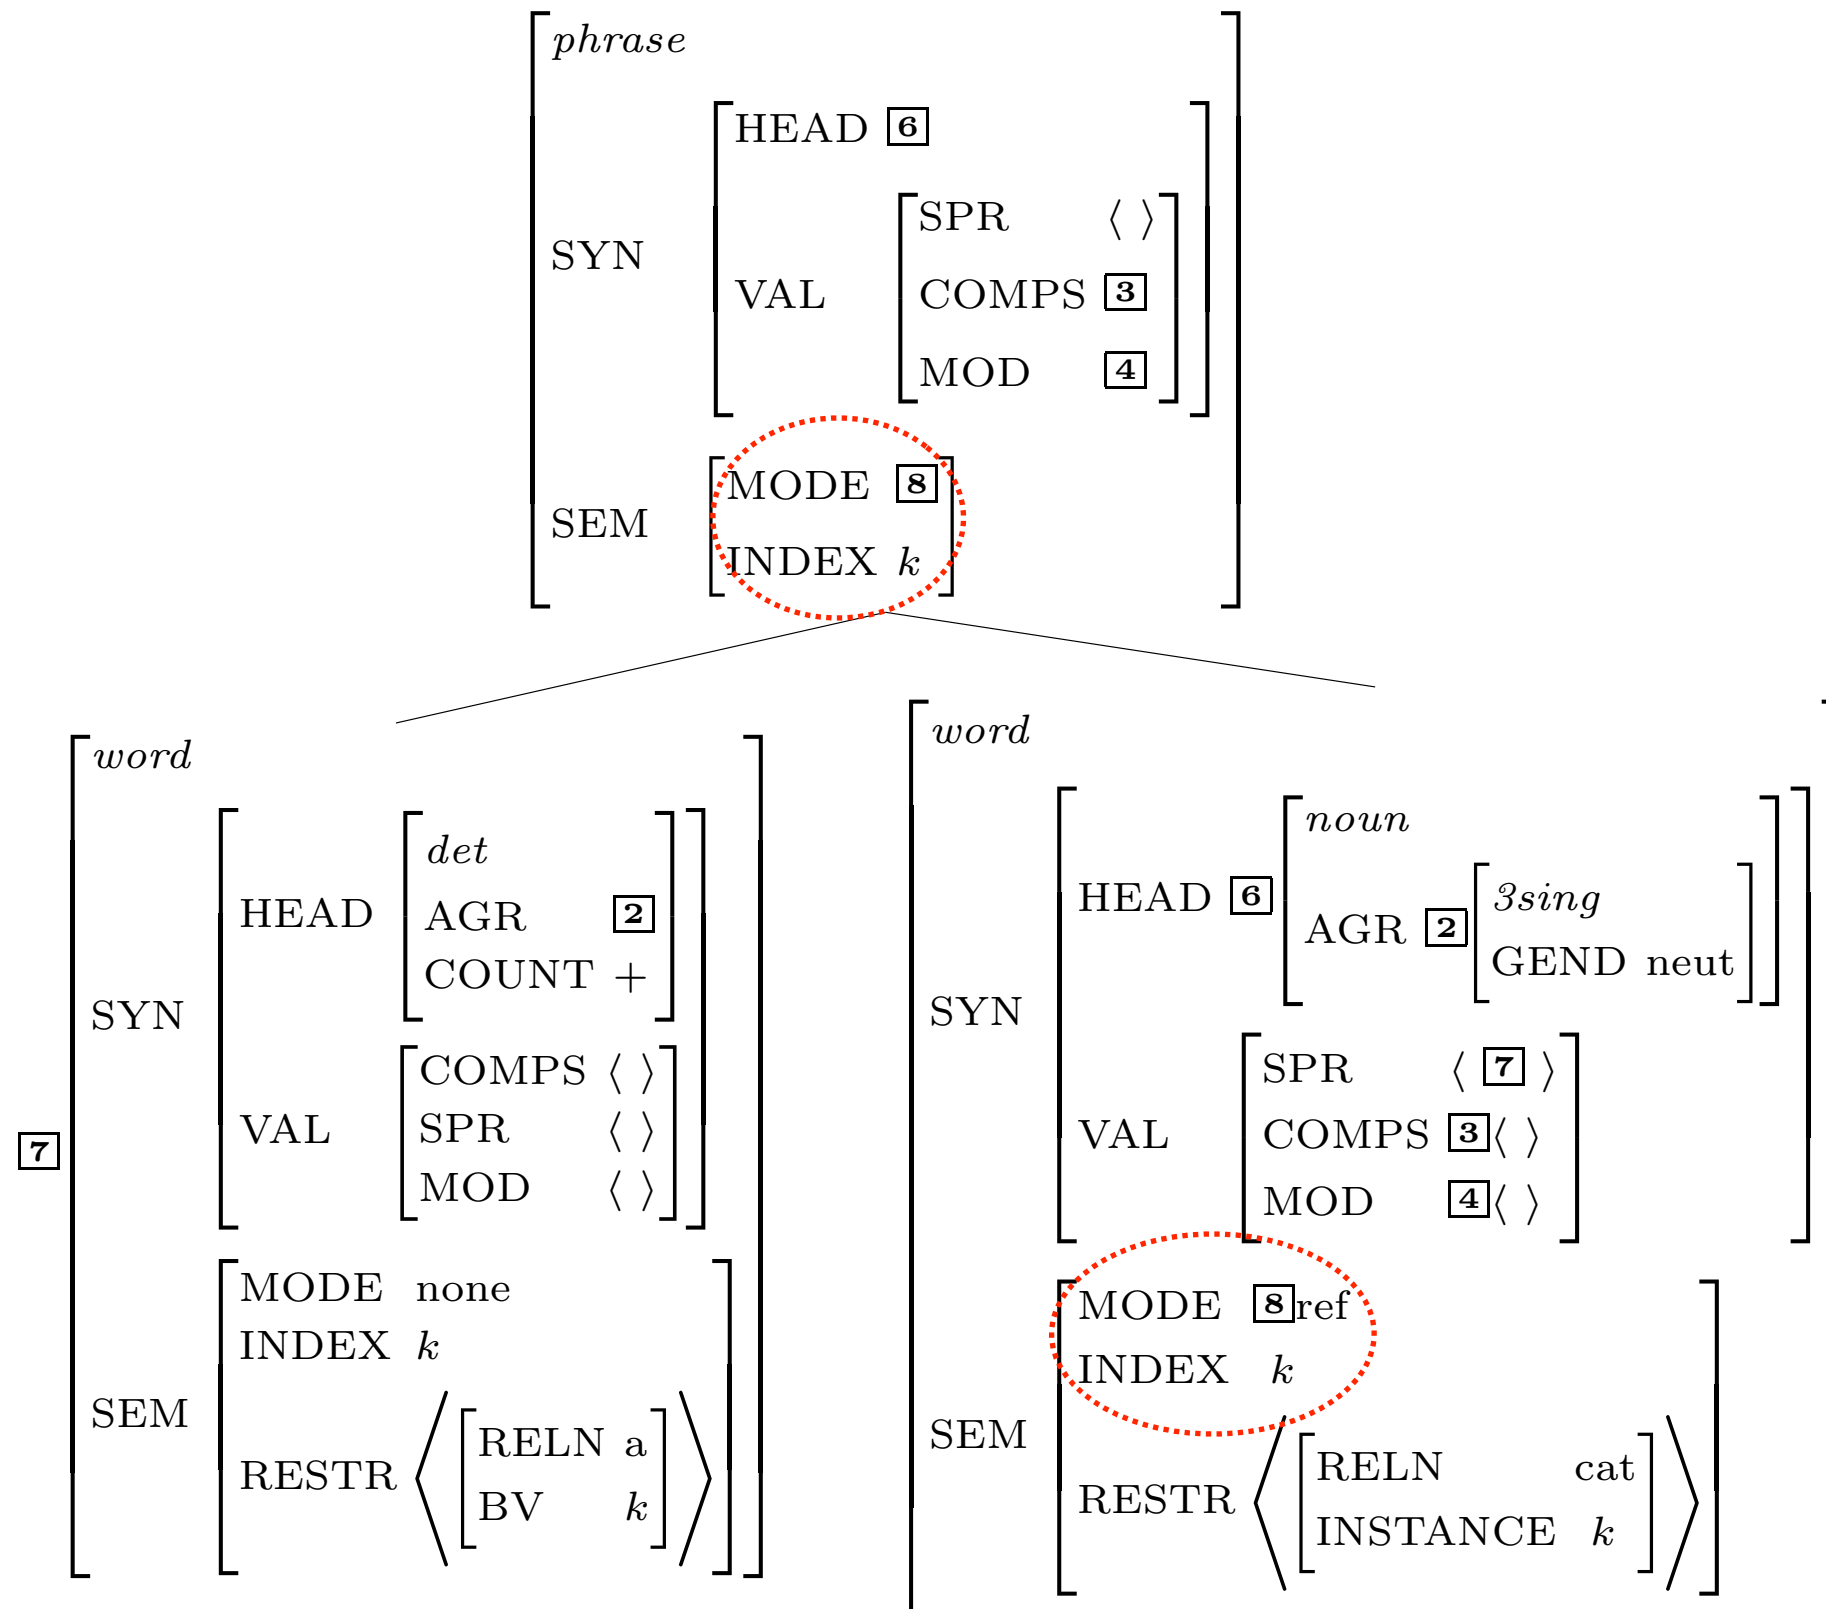 phrase
HEAD 6
SPR ⟨ ⟩
SYN
VAL
COMPS 3
MOD 4
MODE 8
SEM
INDEX k
word
det
HEAD
AGR 2
COUNT +
SYN
COMPS ⟨ ⟩
VAL
SPR ⟨ ⟩
MOD ⟨ ⟩
7
MODE none
INDEX k
SEM
RESTR ⟨
RELN a
BV k
⟩
word
noun
HEAD 6
3sing
AGR 2
GEND neut
SYN
SPR ⟨ 7 ⟩
VAL
COMPS 3⟨ ⟩
MOD 4⟨ ⟩
MODE 8ref
INDEX k
SEM
RESTR ⟨
RELN cat
INSTANCE k
⟩